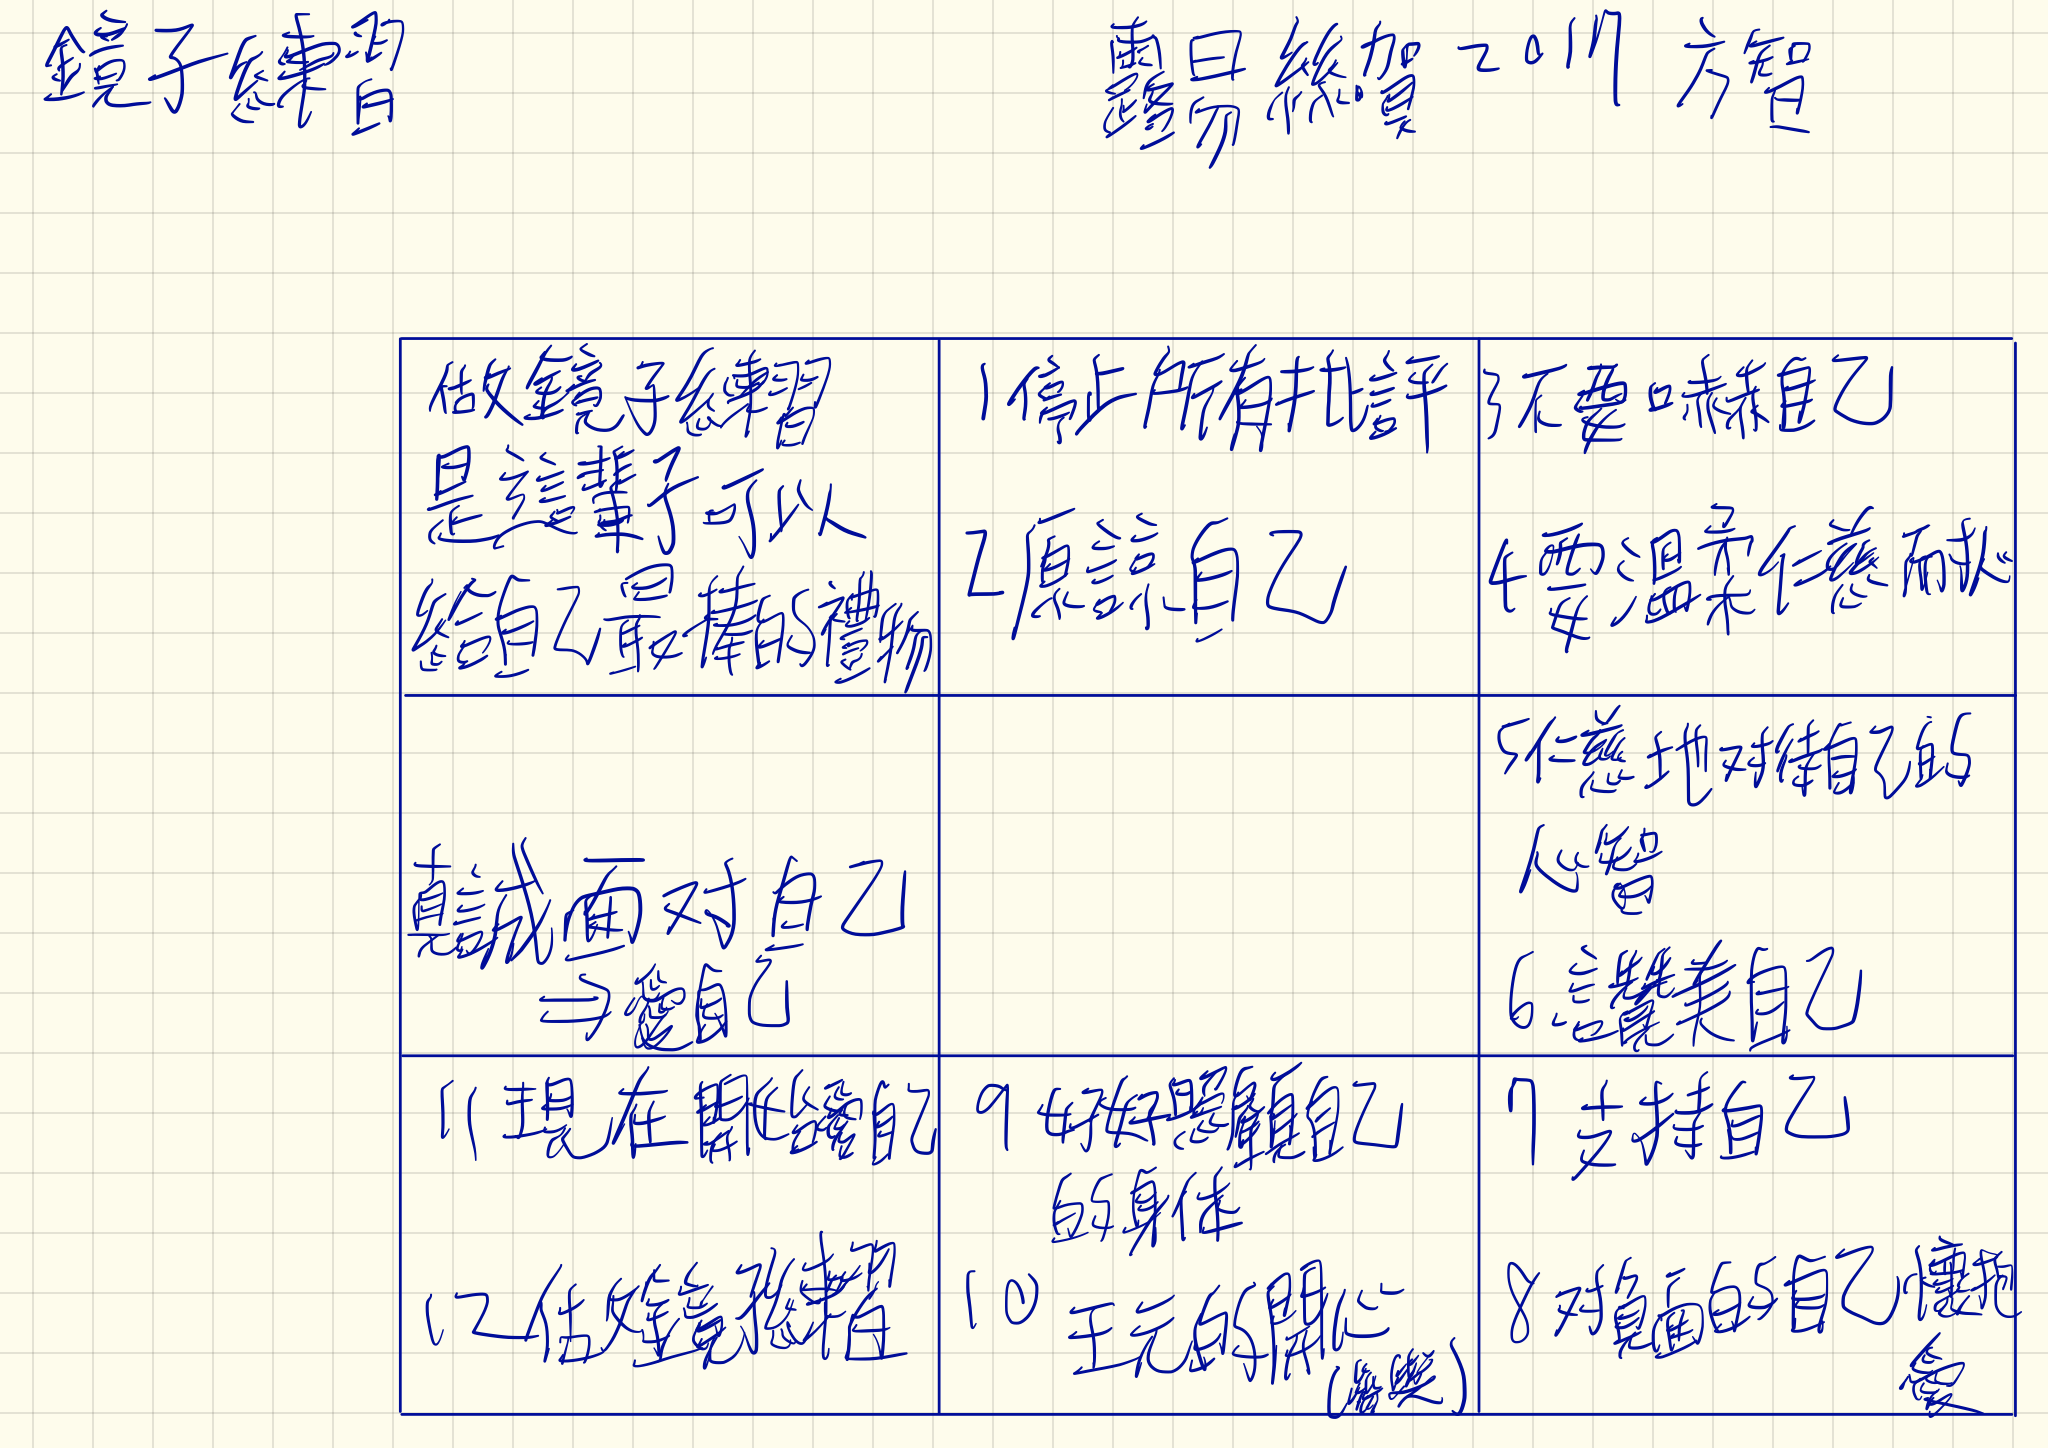 鏡子練習
露易絲賀 2017 方智
做鏡子練習
是這輩子可以
給自己最棒的禮物
1 停止所有批評
2 原諒自己
3 不要嚇自己
4 要溫柔仁慈而耐心
真誠面对自己
⇒愛自己
5 仁慈地对待自己的
心智
6 讚美自己
11 現在開始愛自己
12 做鏡子練習
9 好好照顧自己
的身体
10 玩的開心
(音樂)
7 支持自己
8 对負面的自己懷抱
愛